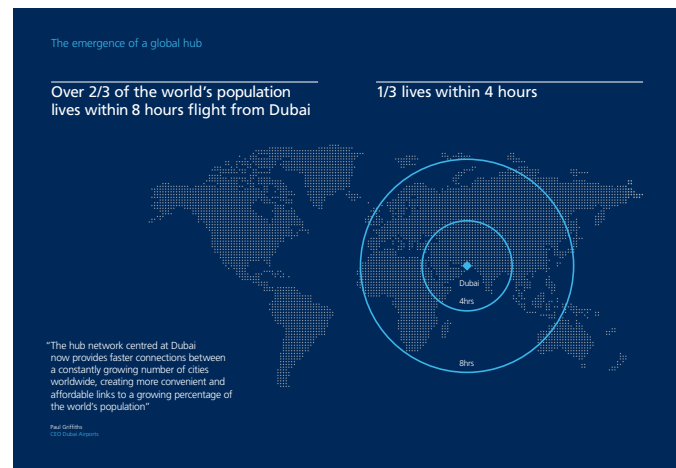 The emergence of a global hub
Over 2/3 of the world's population
lives within 8 hours flight from Dubai
1/3 lives within 4 hours
Dubai
4hrs
8hrs
“The hub network centred at Dubai
now provides faster connections between
a constantly growing number of cities
worldwide, creating more convenient and
affordable links to a growing percentage of
the world's population”
Paul Griffiths
CEO Dubai Airports